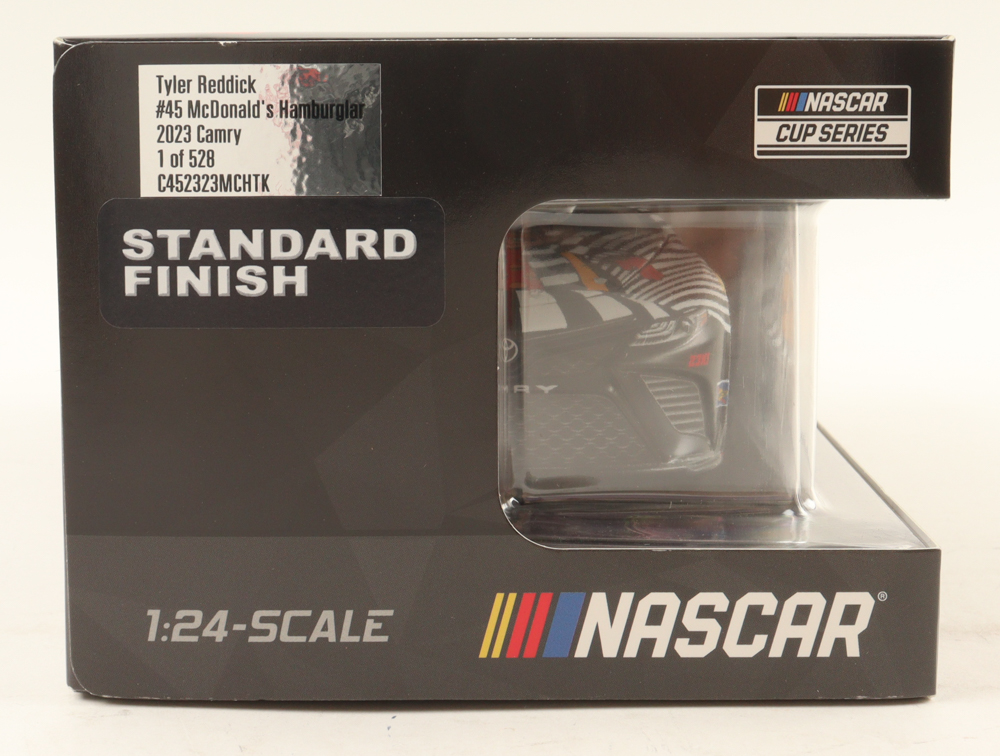 Tyler Reddick
#45 McDonald's Hamburglar
2023 Camry
1 of 528
C452323MCHTK
NASCAR
CUP SERIES
STANDARD
FINISH
RY
1:24-SCALE
NASCAR®